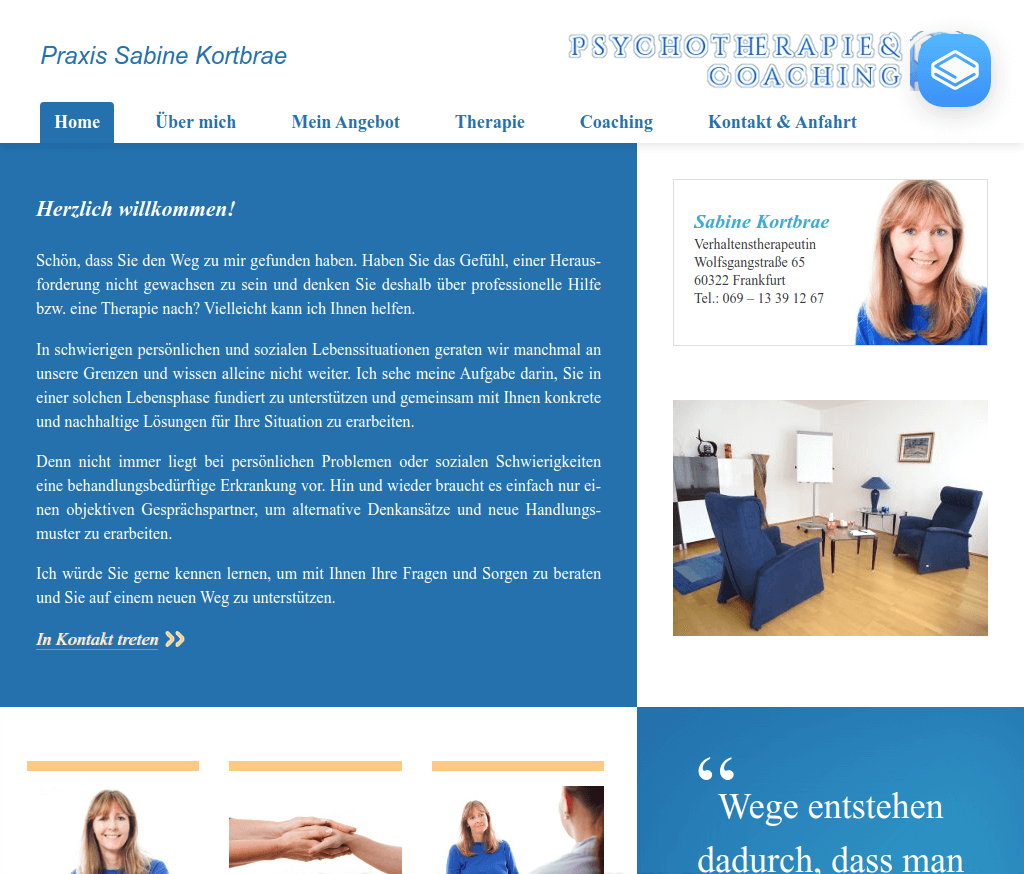 Praxis Sabine Kortbrae
PSYCHOTHERAPIE &
COACHING
Home
Über mich
Mein Angebot
Therapie
Coaching
Kontakt & Anfahrt
Herzlich willkommen!
Schön, dass Sie den Weg zu mir gefunden haben. Haben Sie das Gefühl, einer Heraus-
forderung nicht gewachsen zu sein und denken Sie deshalb über professionelle Hilfe
bzw. eine Therapie nach? Vielleicht kann ich Ihnen helfen.
In schwierigen persönlichen und sozialen Lebenssituationen geraten wir manchmal an
unsere Grenzen und wissen alleine nicht weiter. Ich sehe meine Aufgabe darin, Sie in
einer solchen Lebensphase fundiert zu unterstützen und gemeinsam mit Ihnen konkrete
und nachhaltige Lösungen für Ihre Situation zu erarbeiten.
Denn nicht immer liegt bei persönlichen Problemen oder sozialen Schwierigkeiten
eine behandlungsbedürftige Erkrankung vor. Hin und wieder braucht es einfach nur ei-
nen objektiven Gesprächspartner, um alternative Denkansätze und neue Handlungs-
muster zu erarbeiten.
Ich würde Sie gerne kennen lernen, um mit Ihnen Ihre Fragen und Sorgen zu beraten
und Sie auf einem neuen Weg zu unterstützen.
In Kontakt treten
Sabine Kortbrae
Verhaltenstherapeutin
Wolfsgangstraße 65
60322 Frankfurt
Tel.: 069 – 13 39 12 67
“
Wege entstehen
dadurch, dass man